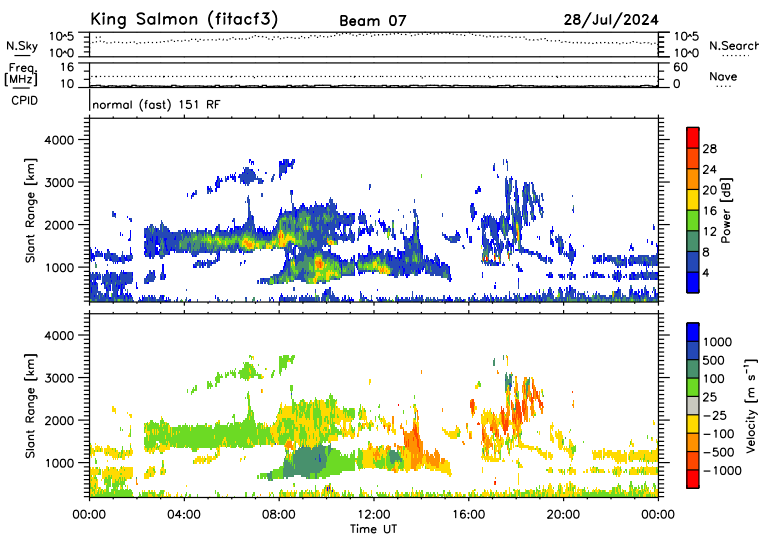 King Salmon (fitacf3) Beam 07 28/Jul/2024
N.Sky 10^5 10^0 10^5 10^0 N.Search
Freq [MHz] 16 10 60 0 Nave
CPID normal (fast) 151 RF
Slant Range [km] 4000 3000 2000 1000
28 24 20 16 12 8 4 Power [dB]
Slant Range [km] 4000 3000 2000 1000
1000 500 100 25 −25 −100 −500 −1000 Velocity [m s⁻¹]
00:00 04:00 08:00 12:00 16:00 20:00 00:00
Time UT